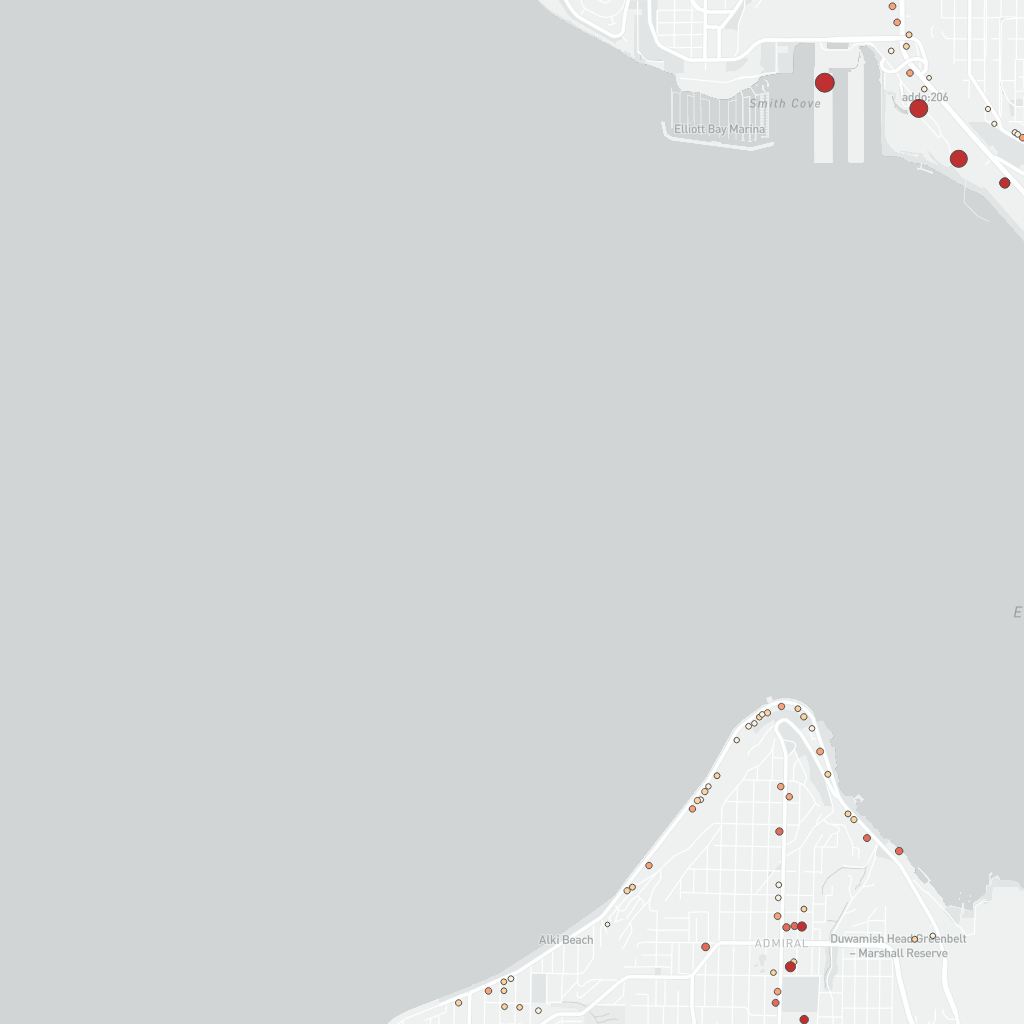 addo:206
Smith Cove
Elliott Bay Marina
E
Alki Beach
ADMIRAL
Duwamish Head Greenbelt
– Marshall Reserve